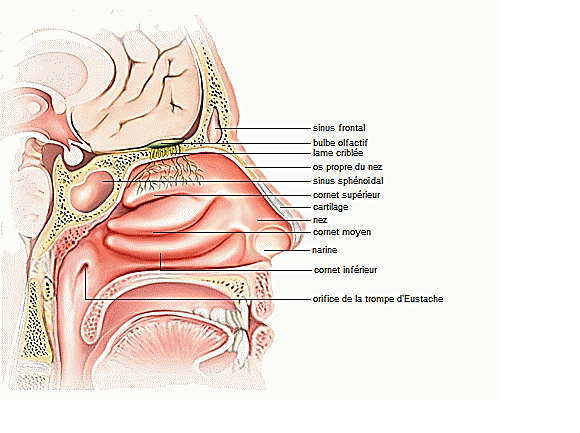 sinus frontal
bulbe olfactif
lame criblée
os propre du nez
sinus sphénoïdal
cornet supérieur
cartilage
nez
cornet moyen
narine
cornet inférieur
orifice de la trompe d'Eustache